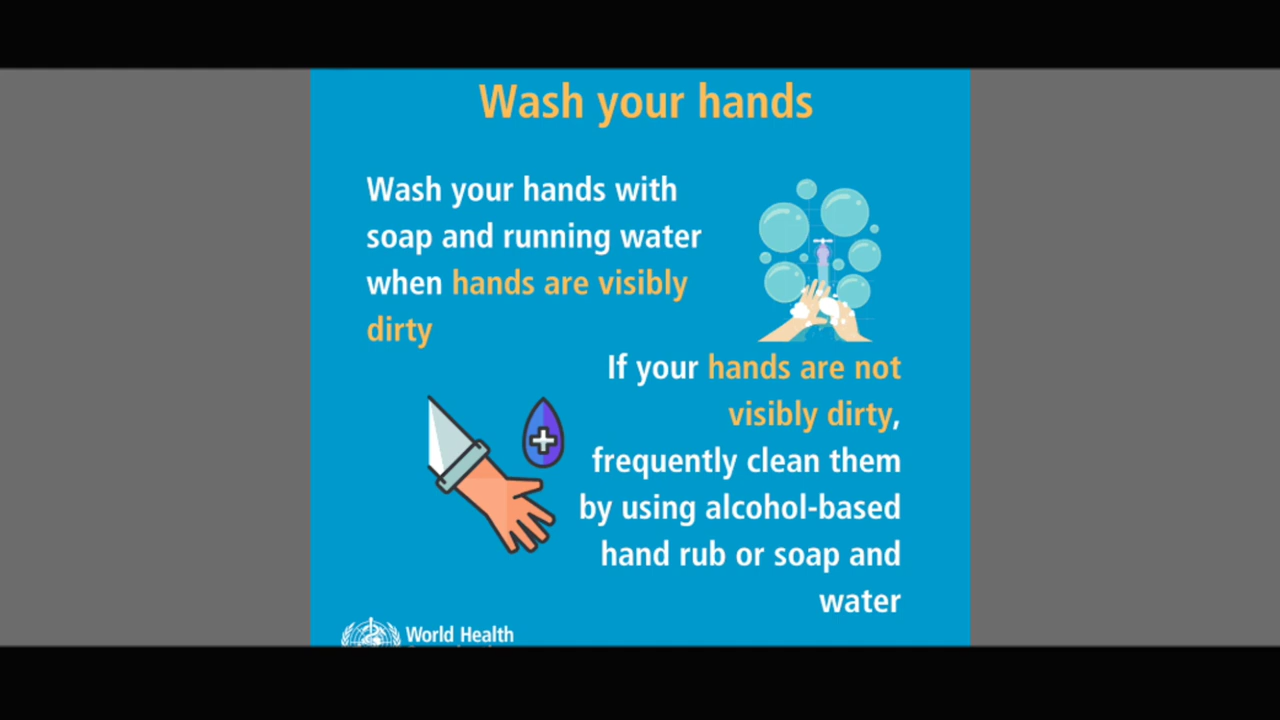 Wash your hands
Wash your hands with
soap and running water
when hands are visibly
dirty
If your hands are not
visibly dirty,
frequently clean them
by using alcohol-based
hand rub or soap and
water
World Health